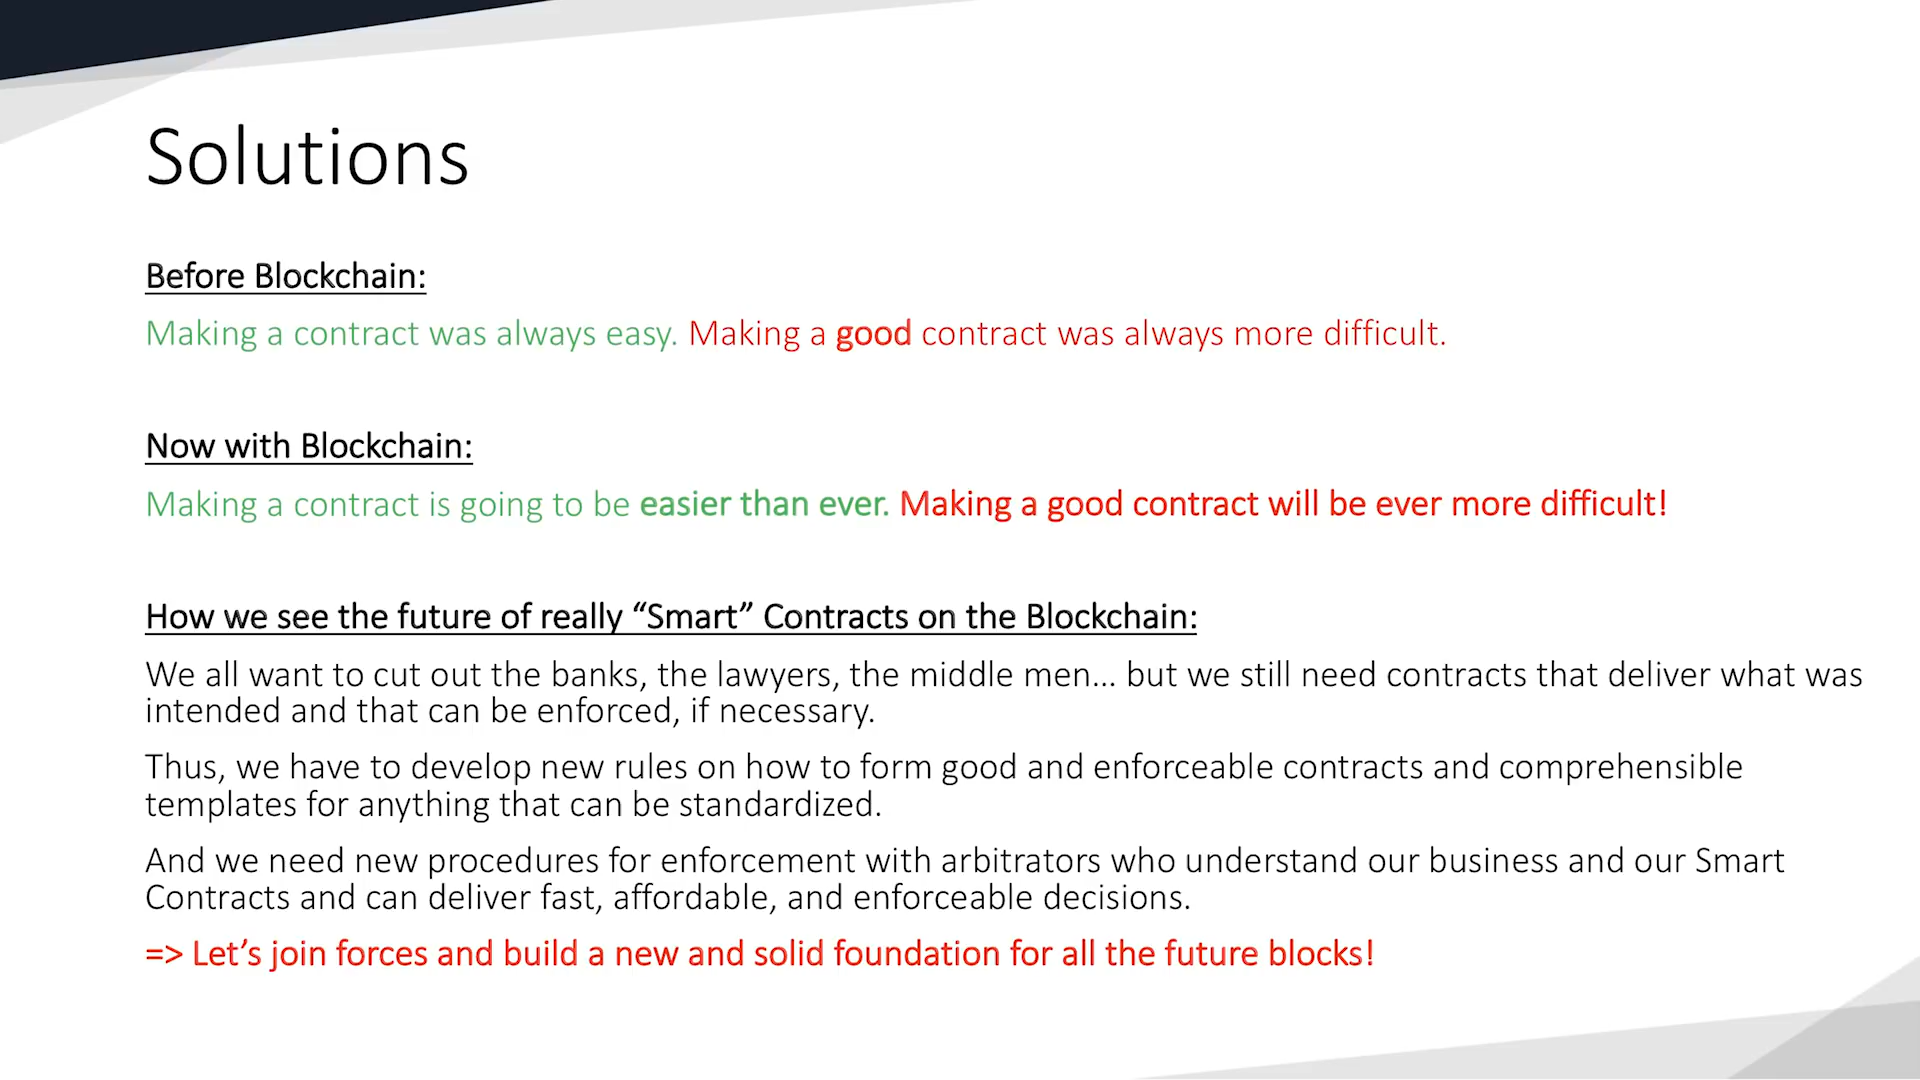 Solutions
Before Blockchain:
Making a contract was always easy. Making a good contract was always more difficult.
Now with Blockchain:
Making a contract is going to be easier than ever. Making a good contract will be ever more difficult!
How we see the future of really “Smart” Contracts on the Blockchain:
We all want to cut out the banks, the lawyers, the middle men... but we still need contracts that deliver what was
intended and that can be enforced, if necessary.
Thus, we have to develop new rules on how to form good and enforceable contracts and comprehensible
templates for anything that can be standardized.
And we need new procedures for enforcement with arbitrators who understand our business and our Smart
Contracts and can deliver fast, affordable, and enforceable decisions.
=> Let’s join forces and build a new and solid foundation for all the future blocks!